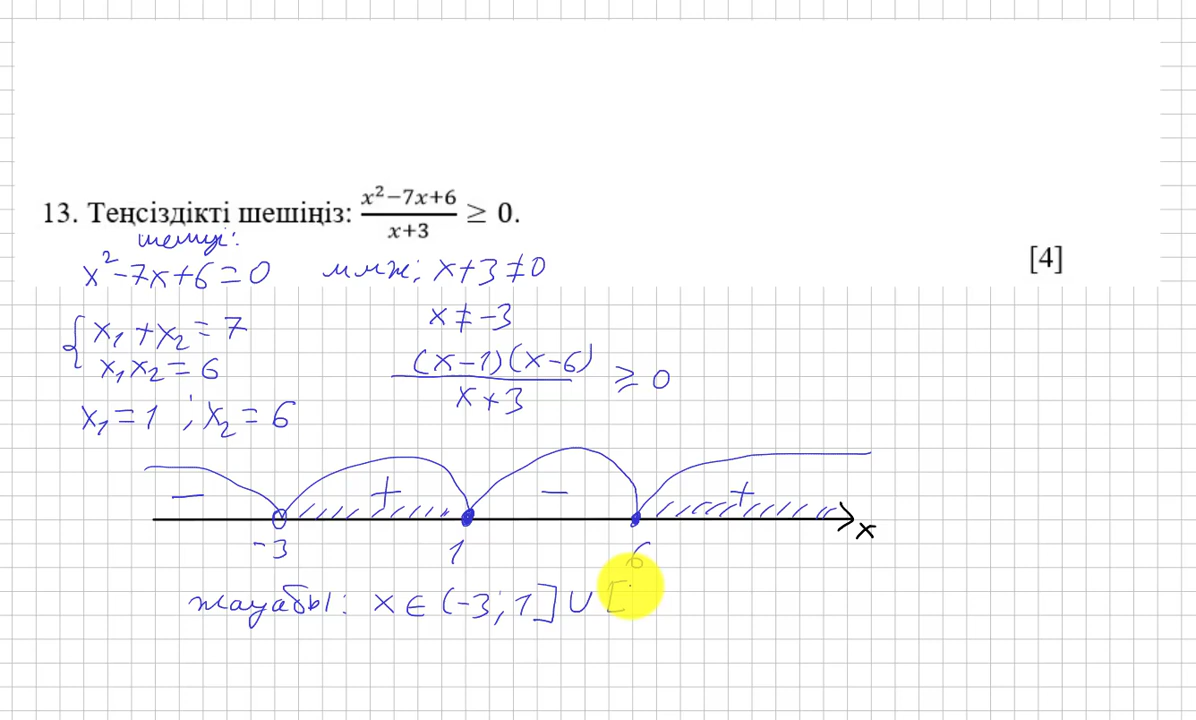 13. Теңсіздікті шешіңіз: (x²−7x+6)/(x+3) ≥ 0.
[4]
шешуі:
x²−7x+6=0
ммж: x+3≠0
x≠−3
{x₁+x₂=7
x₁x₂=6
x₁=1 ; x₂=6
(x−1)(x−6)/(x+3) ≥ 0
− + − +
−3 1 6 x
жауабы: x∈(−3;1]∪[